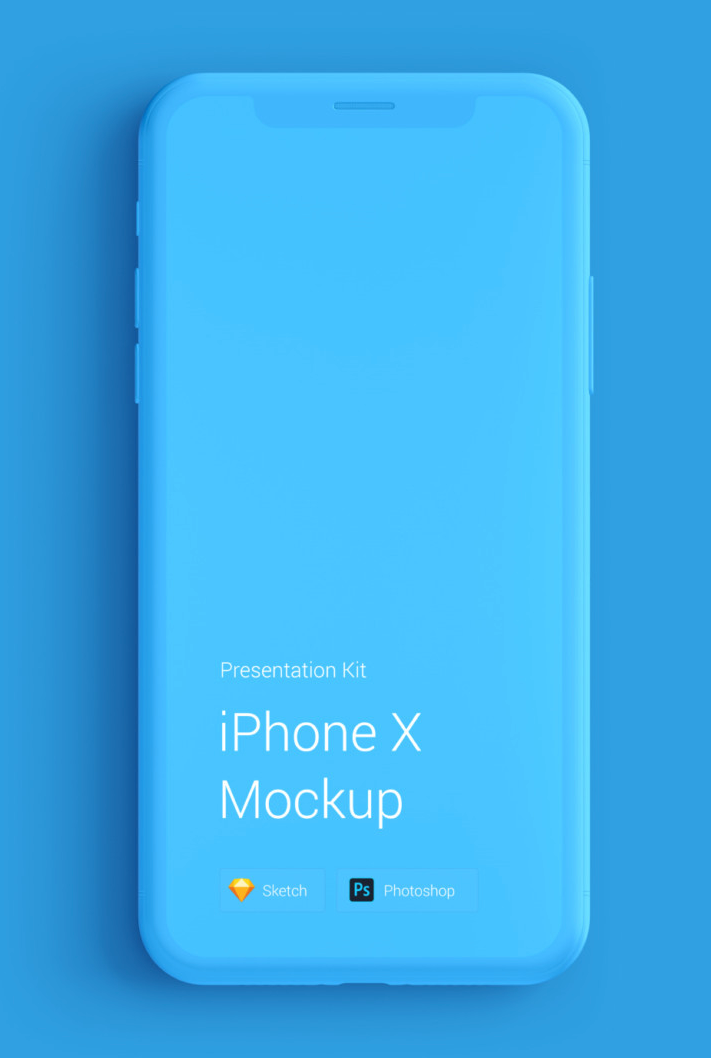 Presentation Kit
iPhone X
Mockup
Sketch
Ps Photoshop